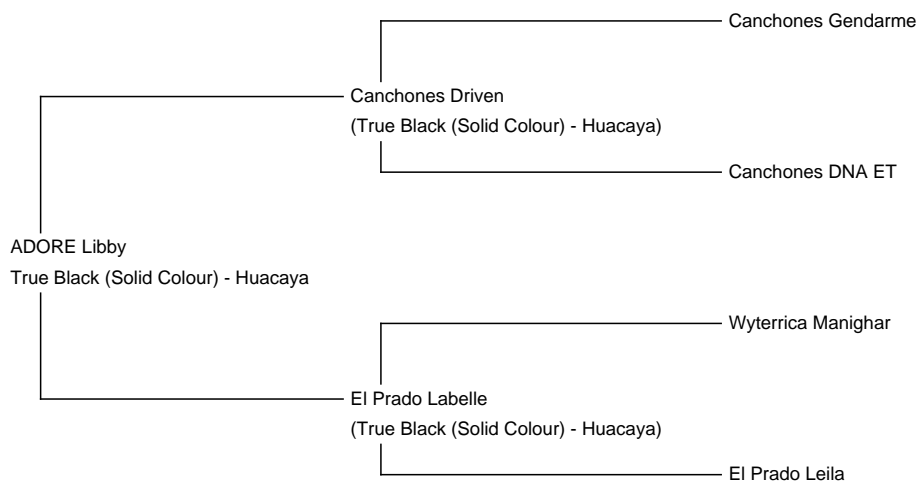 Canchones Gendarme
Canchones Driven
(True Black (Solid Colour) - Huacaya)
Canchones DNA ET
ADORE Libby
True Black (Solid Colour) - Huacaya
Wyterrica Manighar
El Prado Labelle
(True Black (Solid Colour) - Huacaya)
El Prado Leila